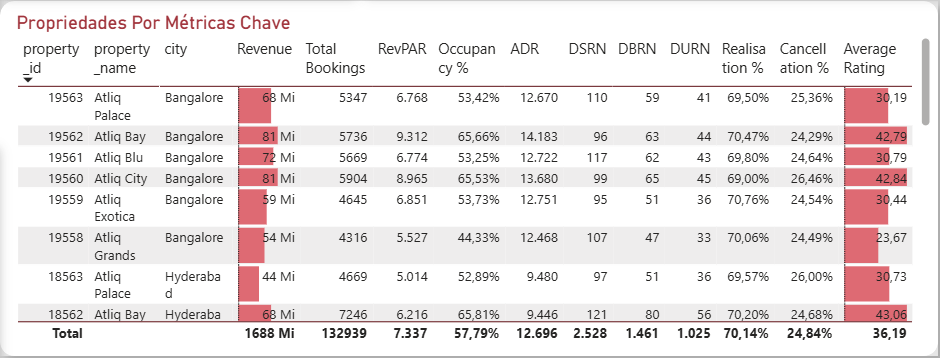 Propriedades Por Métricas Chave
property _id property _name city Revenue Total Bookings RevPAR Occupan cy % ADR DSRN DBRN DURN Realisa tion % Cancell ation % Average Rating
19563 Atliq Palace Bangalore 68 Mi 5347 6.768 53,42% 12.670 110 59 41 69,50% 25,36% 30,19
19562 Atliq Bay Bangalore 81 Mi 5736 9.312 65,66% 14.183 96 63 44 70,47% 24,29% 42,79
19561 Atliq Blu Bangalore 72 Mi 5669 6.774 53,25% 12.722 117 62 43 69,80% 24,64% 30,79
19560 Atliq City Bangalore 81 Mi 5904 8.965 65,53% 13.680 99 65 45 69,00% 26,46% 42,84
19559 Atliq Exotica Bangalore 59 Mi 4645 6.851 53,73% 12.751 95 51 36 70,76% 24,54% 30,44
19558 Atliq Grands Bangalore 54 Mi 4316 5.527 44,33% 12.468 107 47 33 70,06% 24,49% 23,67
18563 Atliq Palace Hyderaba d 44 Mi 4669 5.014 52,89% 9.480 97 51 36 69,57% 26,00% 30,73
18562 Atliq Bay Hyderaba 68 Mi 7246 6.216 65,81% 9.446 121 80 56 70,20% 24,68% 43,06
Total 1688 Mi 132939 7.337 57,79% 12.696 2.528 1.461 1.025 70,14% 24,84% 36,19